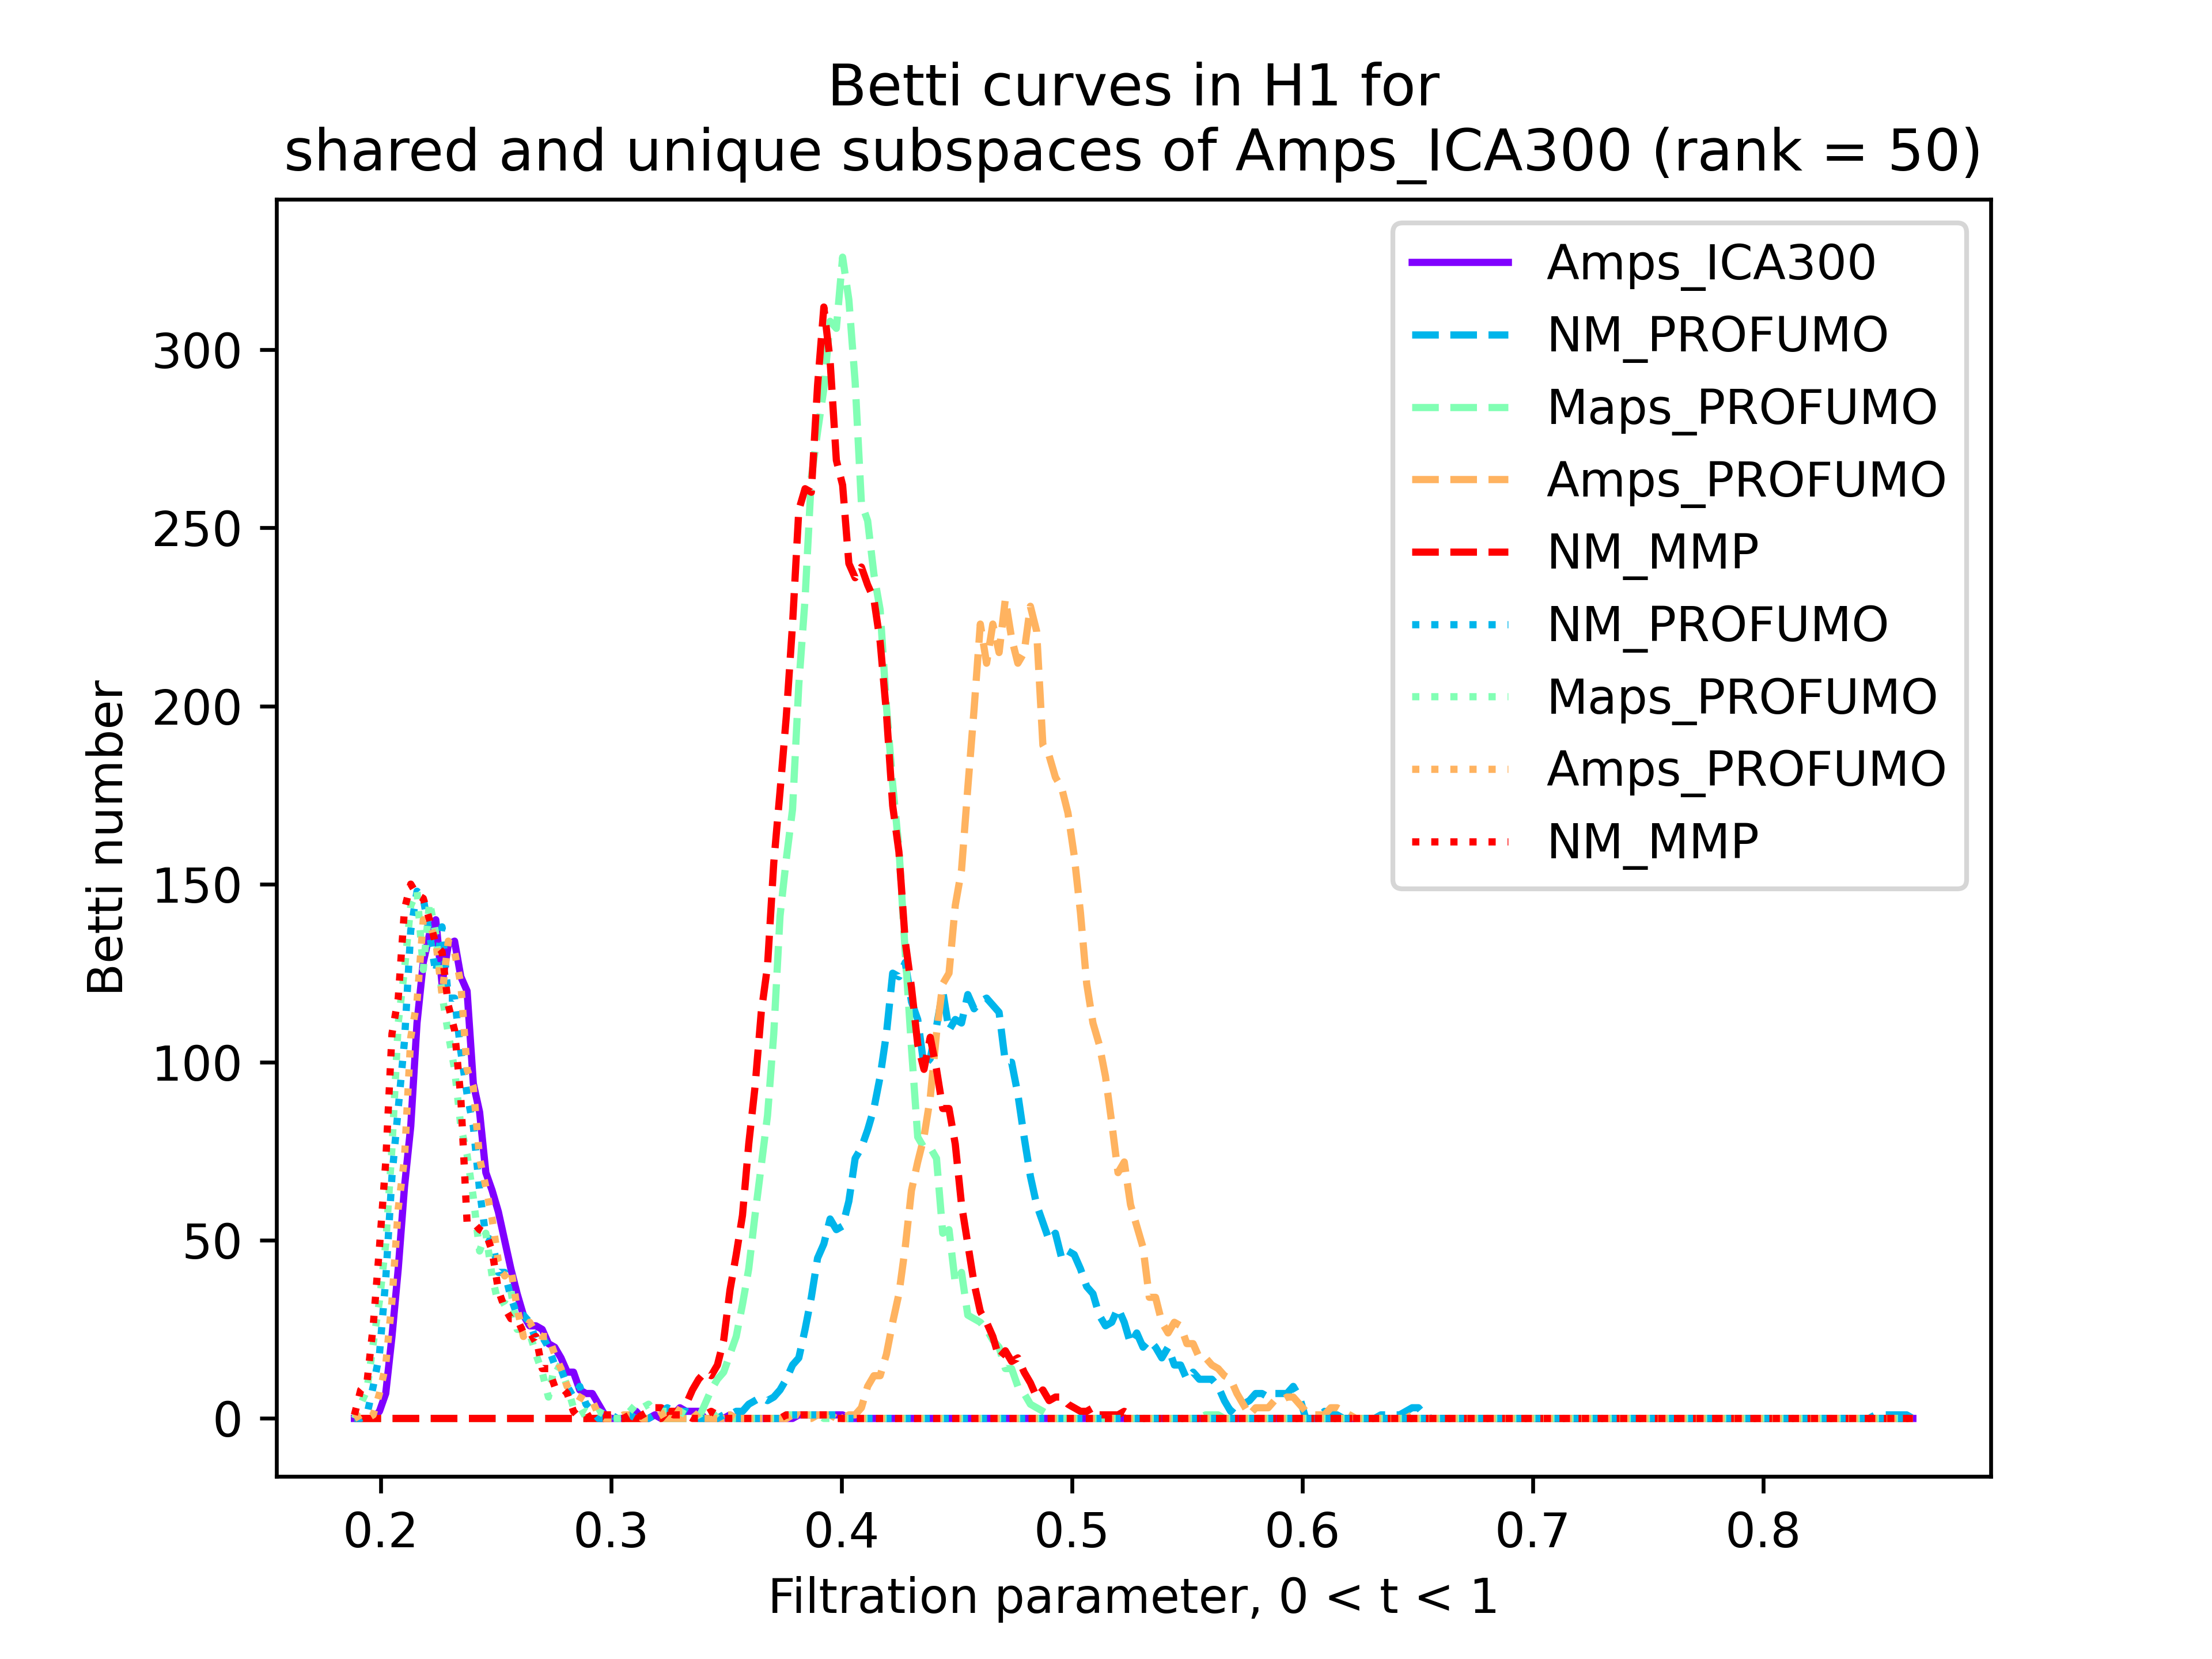 Betti curves in H1 for
shared and unique subspaces of Amps_ICA300 (rank = 50)
Amps_ICA300
NM_PROFUMO
Maps_PROFUMO
Amps_PROFUMO
NM_MMP
NM_PROFUMO
Maps_PROFUMO
Amps_PROFUMO
NM_MMP
Betti number
300
250
200
150
100
50
0
0.2 0.3 0.4 0.5 0.6 0.7 0.8
Filtration parameter, 0 < t < 1